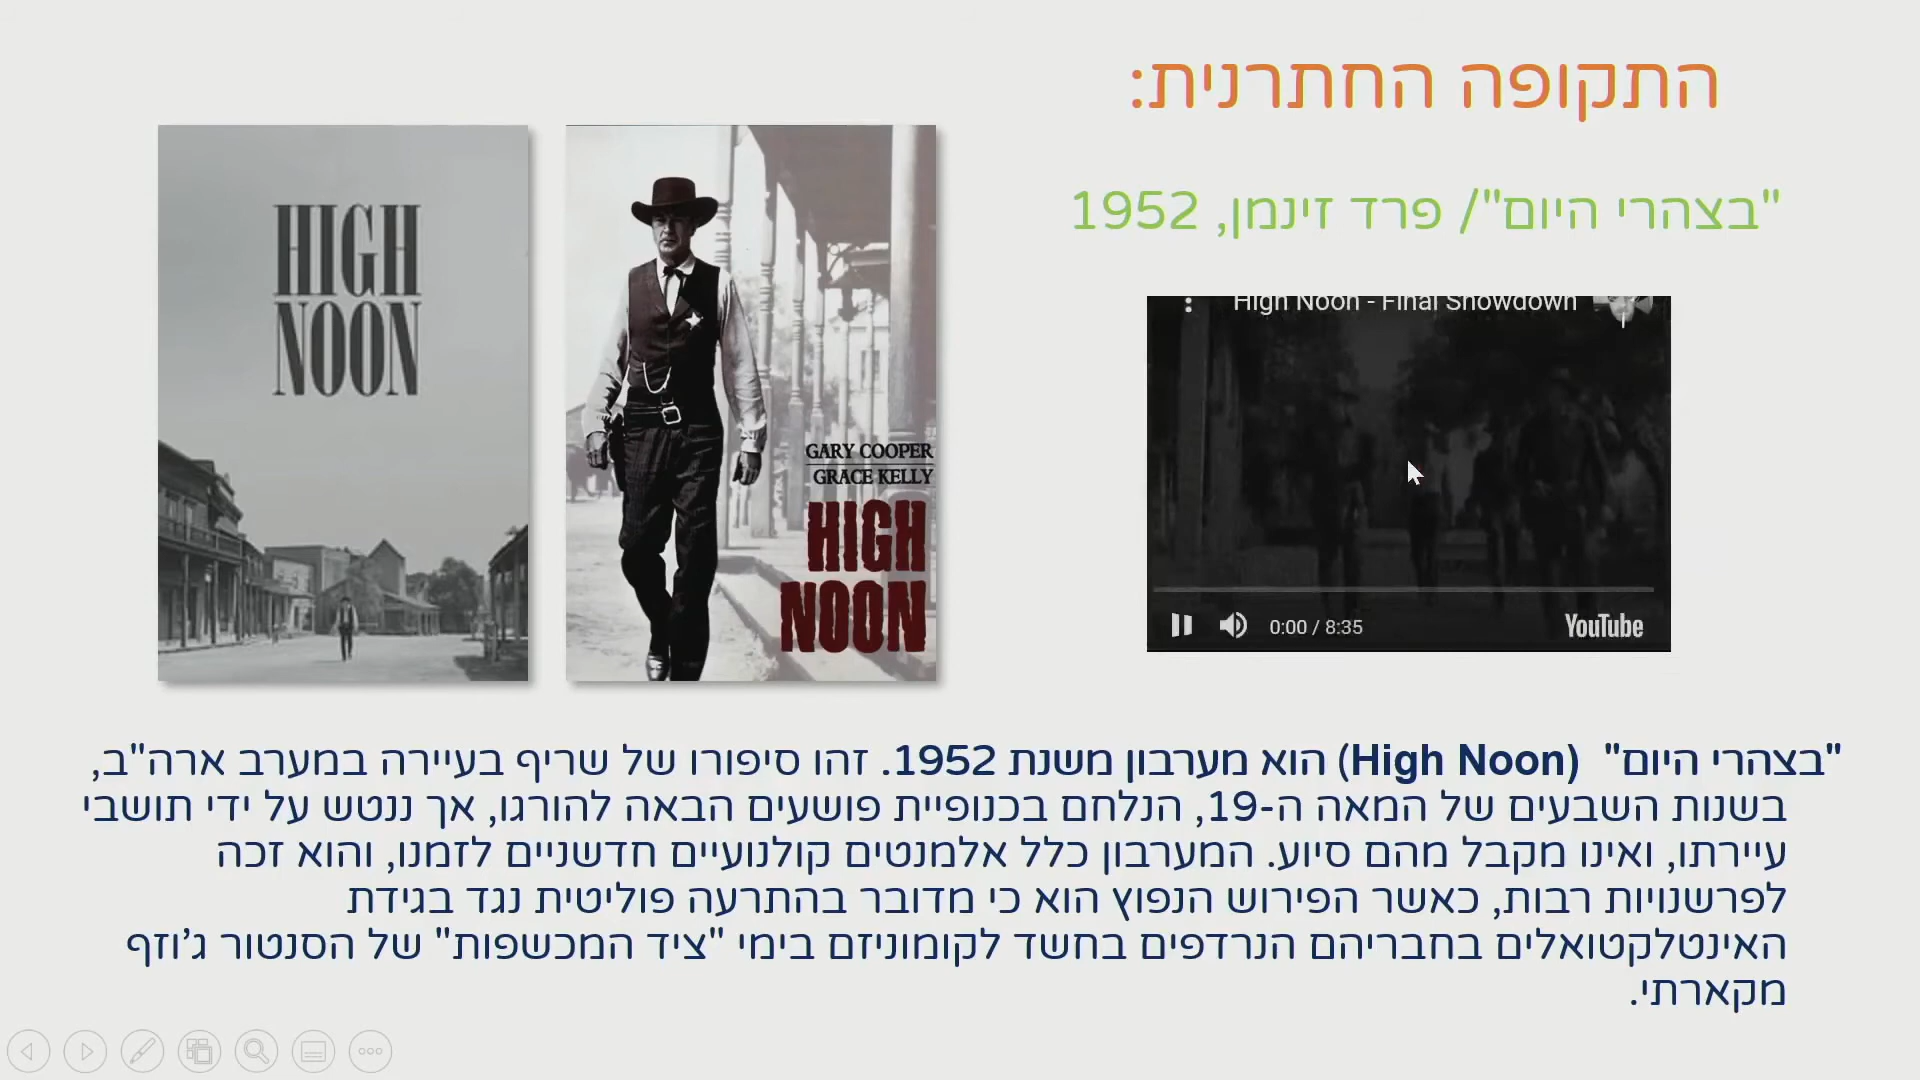 התקופה החתרנית:
"בצהרי היום"/ פרד זינמן, 1952
HIGH
NOON
GARY COOPER
GRACE KELLY
HIGH
NOON
High Noon - Final Showdown
0:00 / 8:35
YouTube
"בצהרי היום" (High Noon) הוא מערבון משנת 1952. זהו סיפורו של שריף בעיירה במערב ארה"ב,
בשנות השבעים של המאה ה-19, הנלחם בכנופיית פושעים הבאה להורגו, אך ננטש על ידי תושבי
עיירתו, ואינו מקבל מהם סיוע. המערבון כלל אלמנטים קולנועיים חדשניים לזמנו, והוא זכה
לפרשנויות רבות, כאשר הפירוש הנפוץ הוא כי מדובר בהתרעה פוליטית נגד בגידת
האינטלקטואלים בחבריהם הנרדפים בחשד לקומוניזם בימי "ציד המכשפות" של הסנטור ג'וזף
מקארתי.